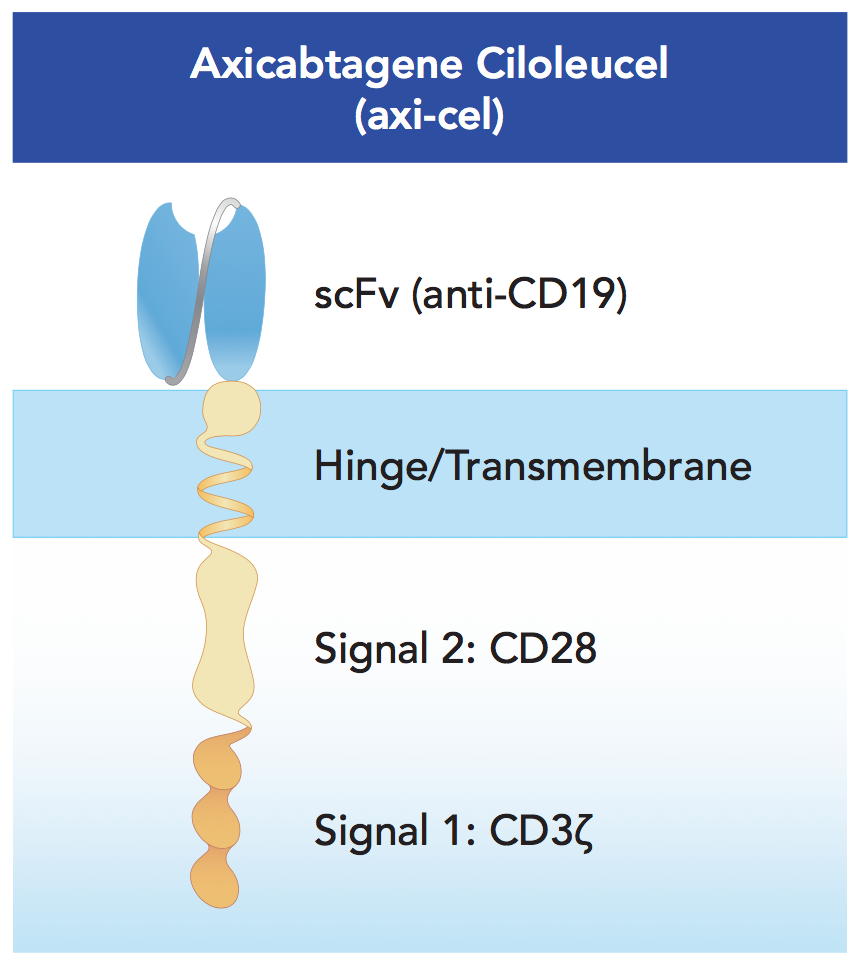 Axicabtagene Ciloleucel
(axi-cel)
scFv (anti-CD19)
Hinge/Transmembrane
Signal 2: CD28
Signal 1: CD3ζ